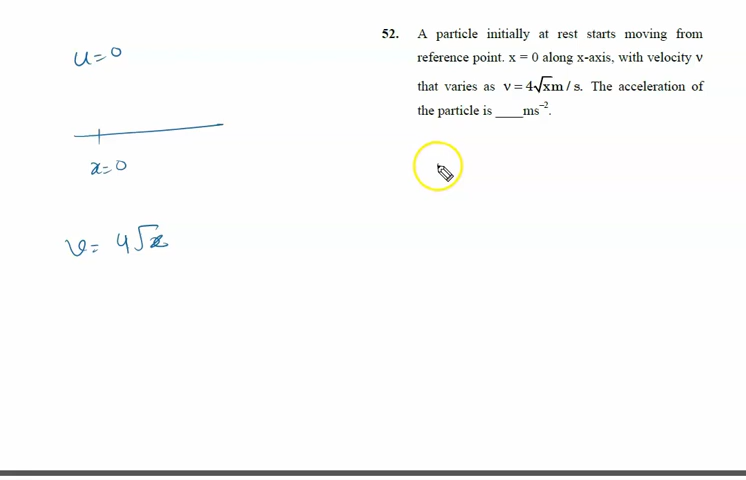 u=0
x=0
v= 4√x
52. A particle initially at rest starts moving from
reference point. x = 0 along x-axis, with velocity v
that varies as v = 4√x m / s. The acceleration of
the particle is ____ms⁻².